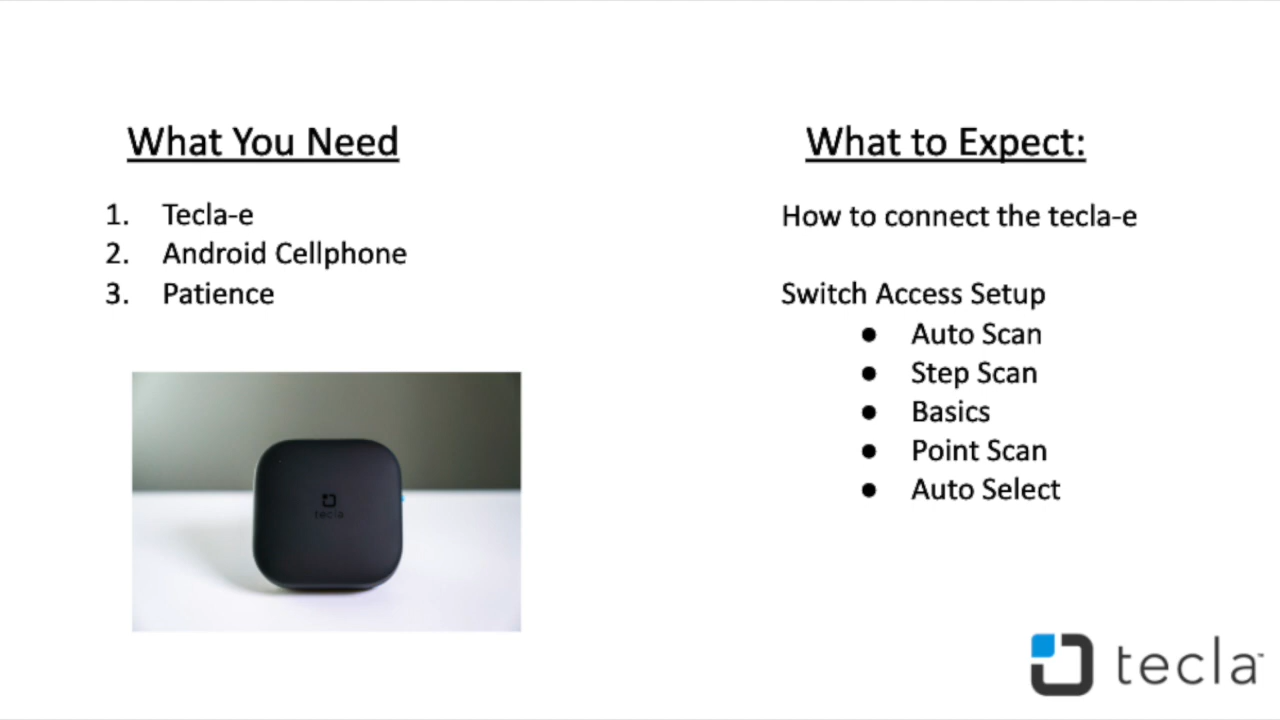 What You Need
1. Tecla-e
2. Android Cellphone
3. Patience
tecla
What to Expect:
How to connect the tecla-e
Switch Access Setup
● Auto Scan
● Step Scan
● Basics
● Point Scan
● Auto Select
tecla™